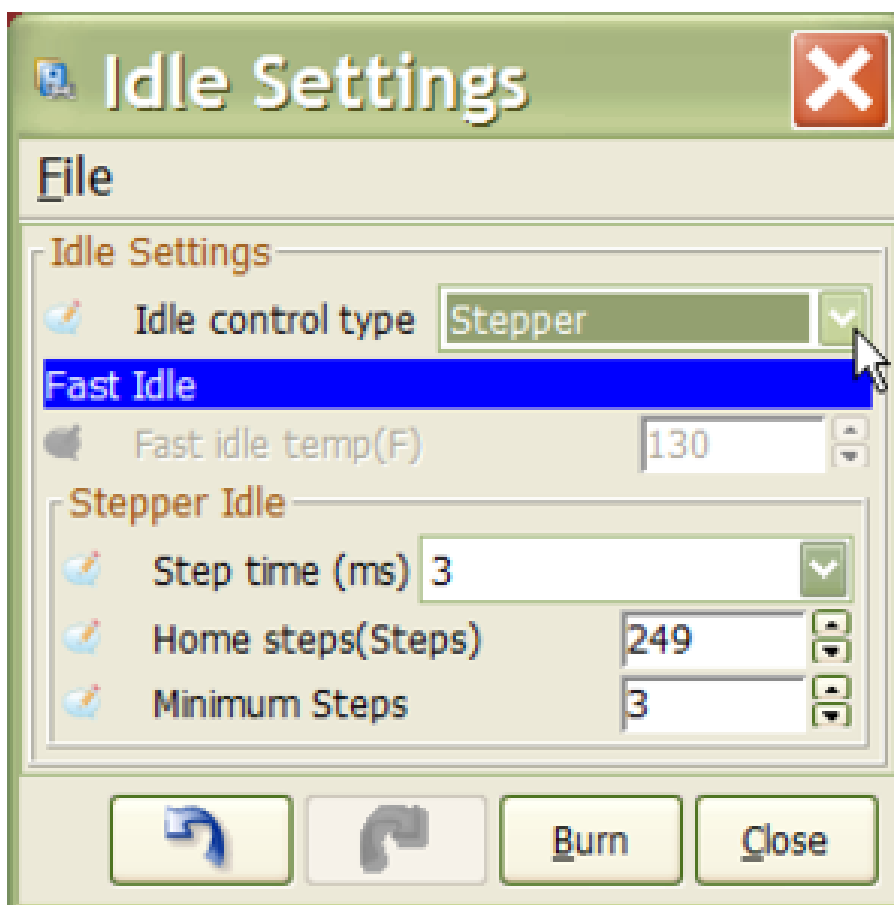 Idle Settings
File
Idle Settings
Idle control type Stepper
Fast Idle
Fast idle temp(F) 130
Stepper Idle
Step time (ms) 3
Home steps(Steps) 249
Minimum Steps 3
Burn Close